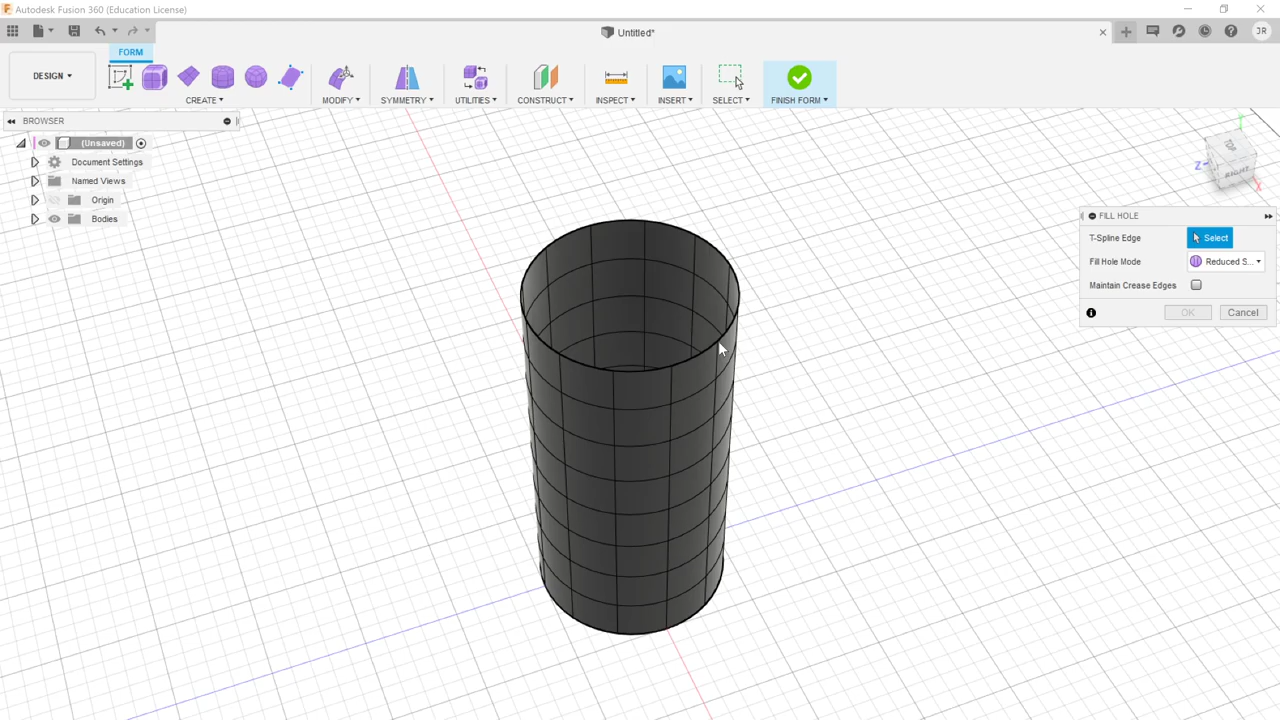 Autodesk Fusion 360 (Education License)
Untitled*
JR
FORM
DESIGN
CREATE
MODIFY
SYMMETRY
UTILITIES
CONSTRUCT
INSPECT
INSERT
SELECT
FINISH FORM
BROWSER
(Unsaved)
Document Settings
Named Views
Origin
Bodies
Z
RIGHT
X
FILL HOLE
T-Spline Edge Select
Fill Hole Mode Reduced S...
Maintain Crease Edges
OK Cancel